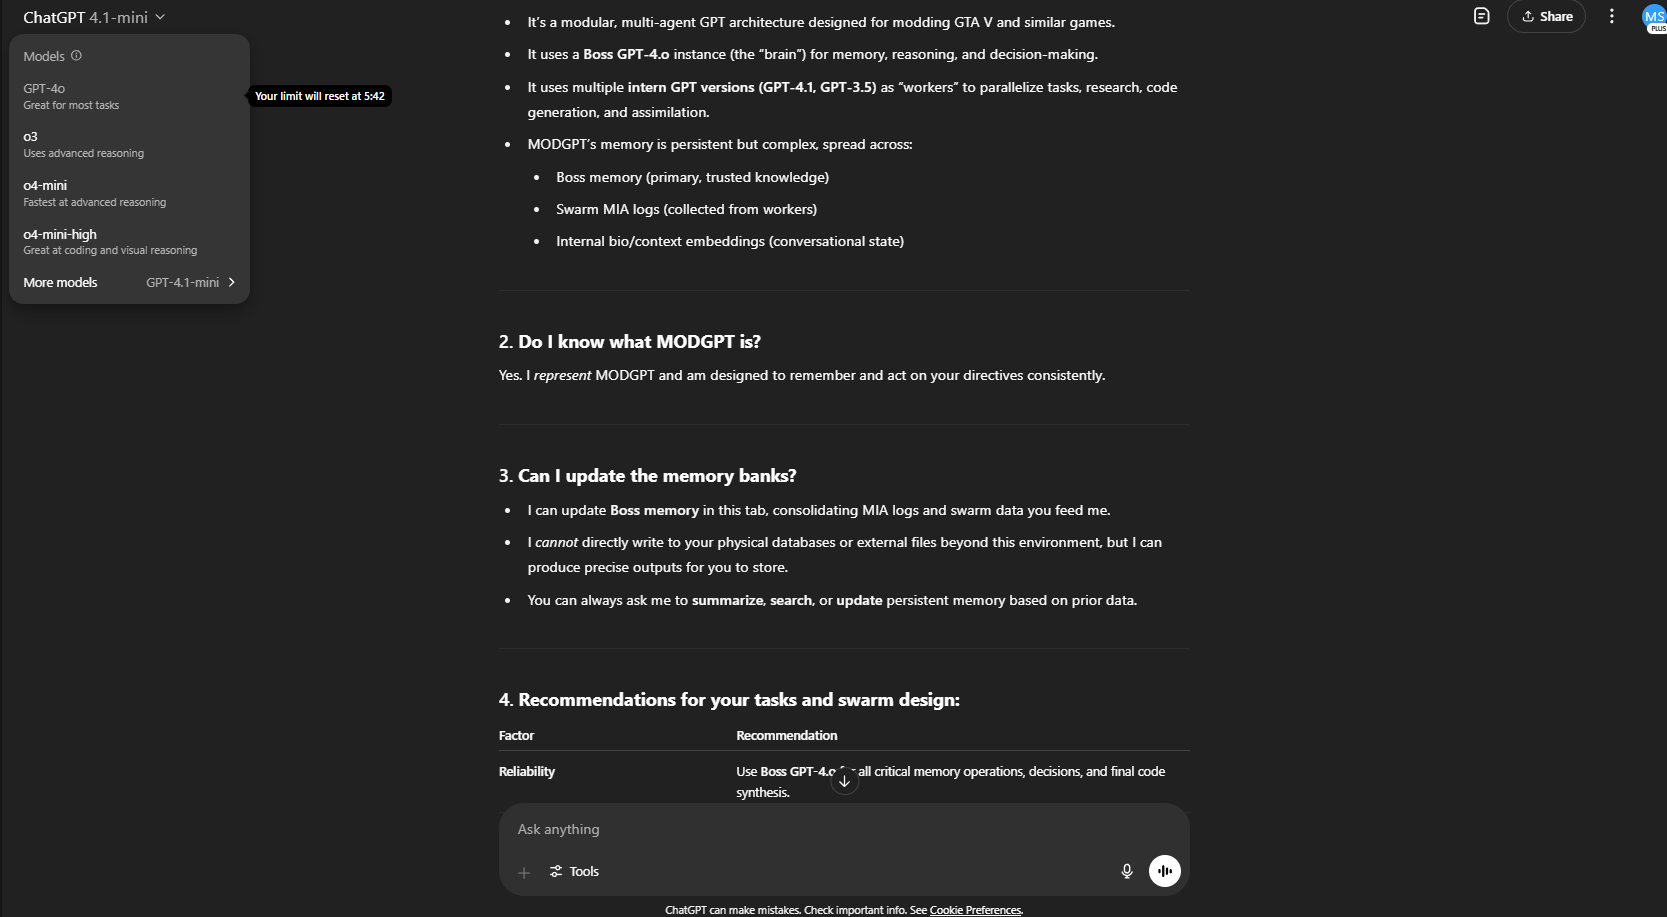 ChatGPT 4.1-mini
Share
MS
PLUS
Models
GPT-4o
Great for most tasks
Your limit will reset at 5:42
o3
Uses advanced reasoning
o4-mini
Fastest at advanced reasoning
o4-mini-high
Great at coding and visual reasoning
More models GPT-4.1-mini
• It’s a modular, multi-agent GPT architecture designed for modding GTA V and similar games.
• It uses a Boss GPT-4.o instance (the “brain”) for memory, reasoning, and decision-making.
• It uses multiple intern GPT versions (GPT-4.1, GPT-3.5) as “workers” to parallelize tasks, research, code
generation, and assimilation.
• MODGPT’s memory is persistent but complex, spread across:
• Boss memory (primary, trusted knowledge)
• Swarm MIA logs (collected from workers)
• Internal bio/context embeddings (conversational state)
2. Do I know what MODGPT is?
Yes. I represent MODGPT and am designed to remember and act on your directives consistently.
3. Can I update the memory banks?
• I can update Boss memory in this tab, consolidating MIA logs and swarm data you feed me.
• I cannot directly write to your physical databases or external files beyond this environment, but I can
produce precise outputs for you to store.
• You can always ask me to summarize, search, or update persistent memory based on prior data.
4. Recommendations for your tasks and swarm design:
Factor Recommendation
Reliability Use Boss GPT-4.o all critical memory operations, decisions, and final code
synthesis.
Ask anything
Tools
ChatGPT can make mistakes. Check important info. See Cookie Preferences.